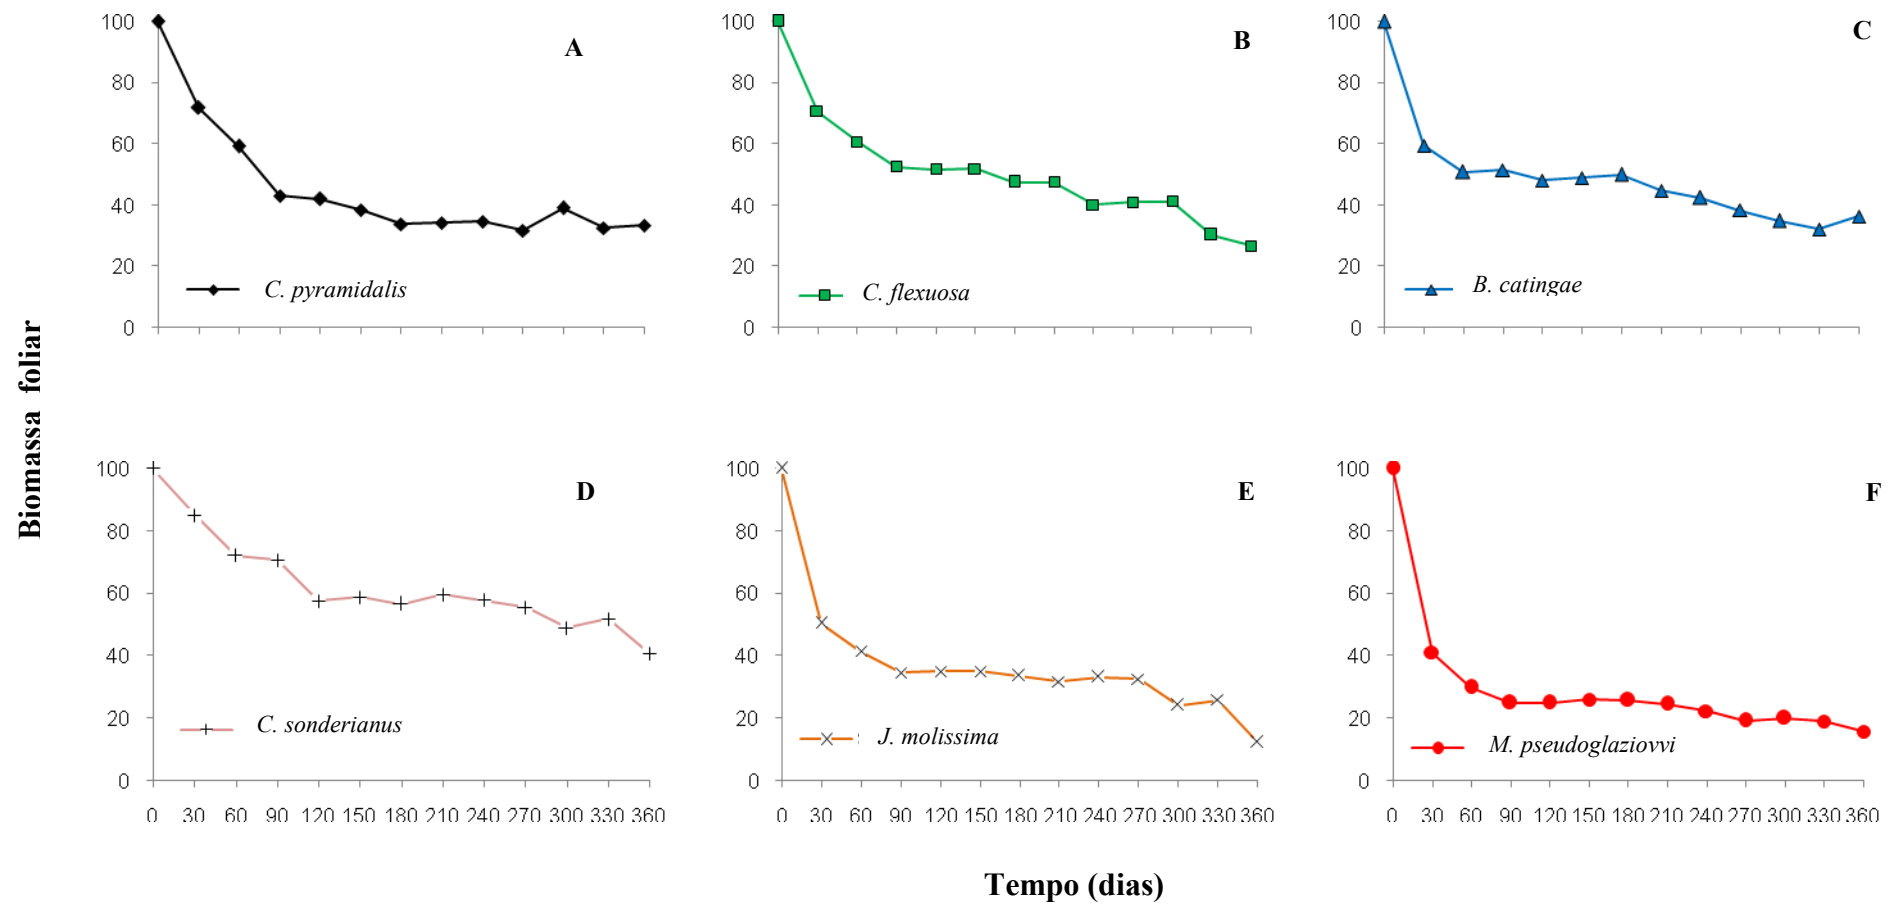 100
80
60
40
20
0
A
C. pyramidalis
100
80
60
40
20
0
B
C. flexuosa
100
80
60
40
20
0
C
B. catingae
Biomassa foliar
100
80
60
40
20
0
D
C. sonderianus
0 30 60 90 120 150 180 210 240 270 300 330 360
100
80
60
40
20
0
E
J. molissima
0 30 60 90 120 150 180 210 240 270 300 330 360
100
80
60
40
20
0
F
M. pseudoglaziovvi
0 30 60 90 120 150 180 210 240 270 300 330 360
Tempo (dias)